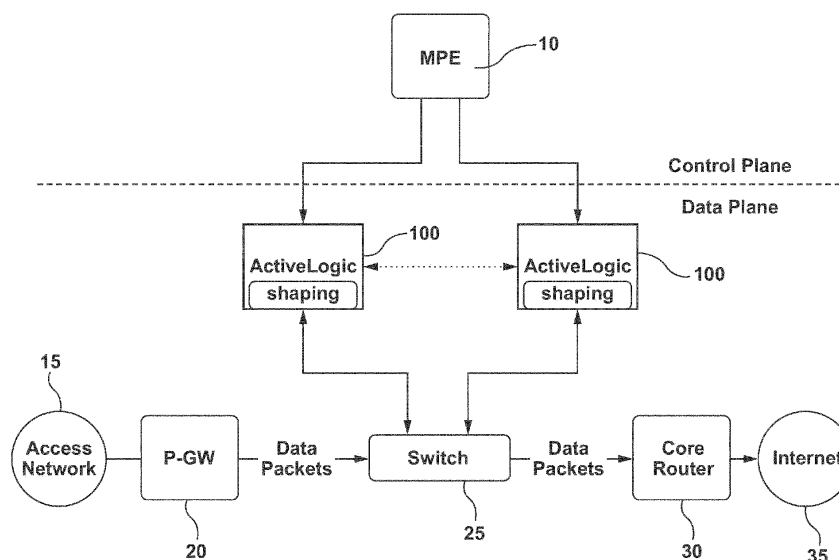 MPE
10
Control Plane
Data Plane
100
ActiveLogic
shaping
100
ActiveLogic
shaping
15
Access
Network
P-GW
Data
Packets
Switch
Data
Packets
Core
Router
Internet
20
25
30
35